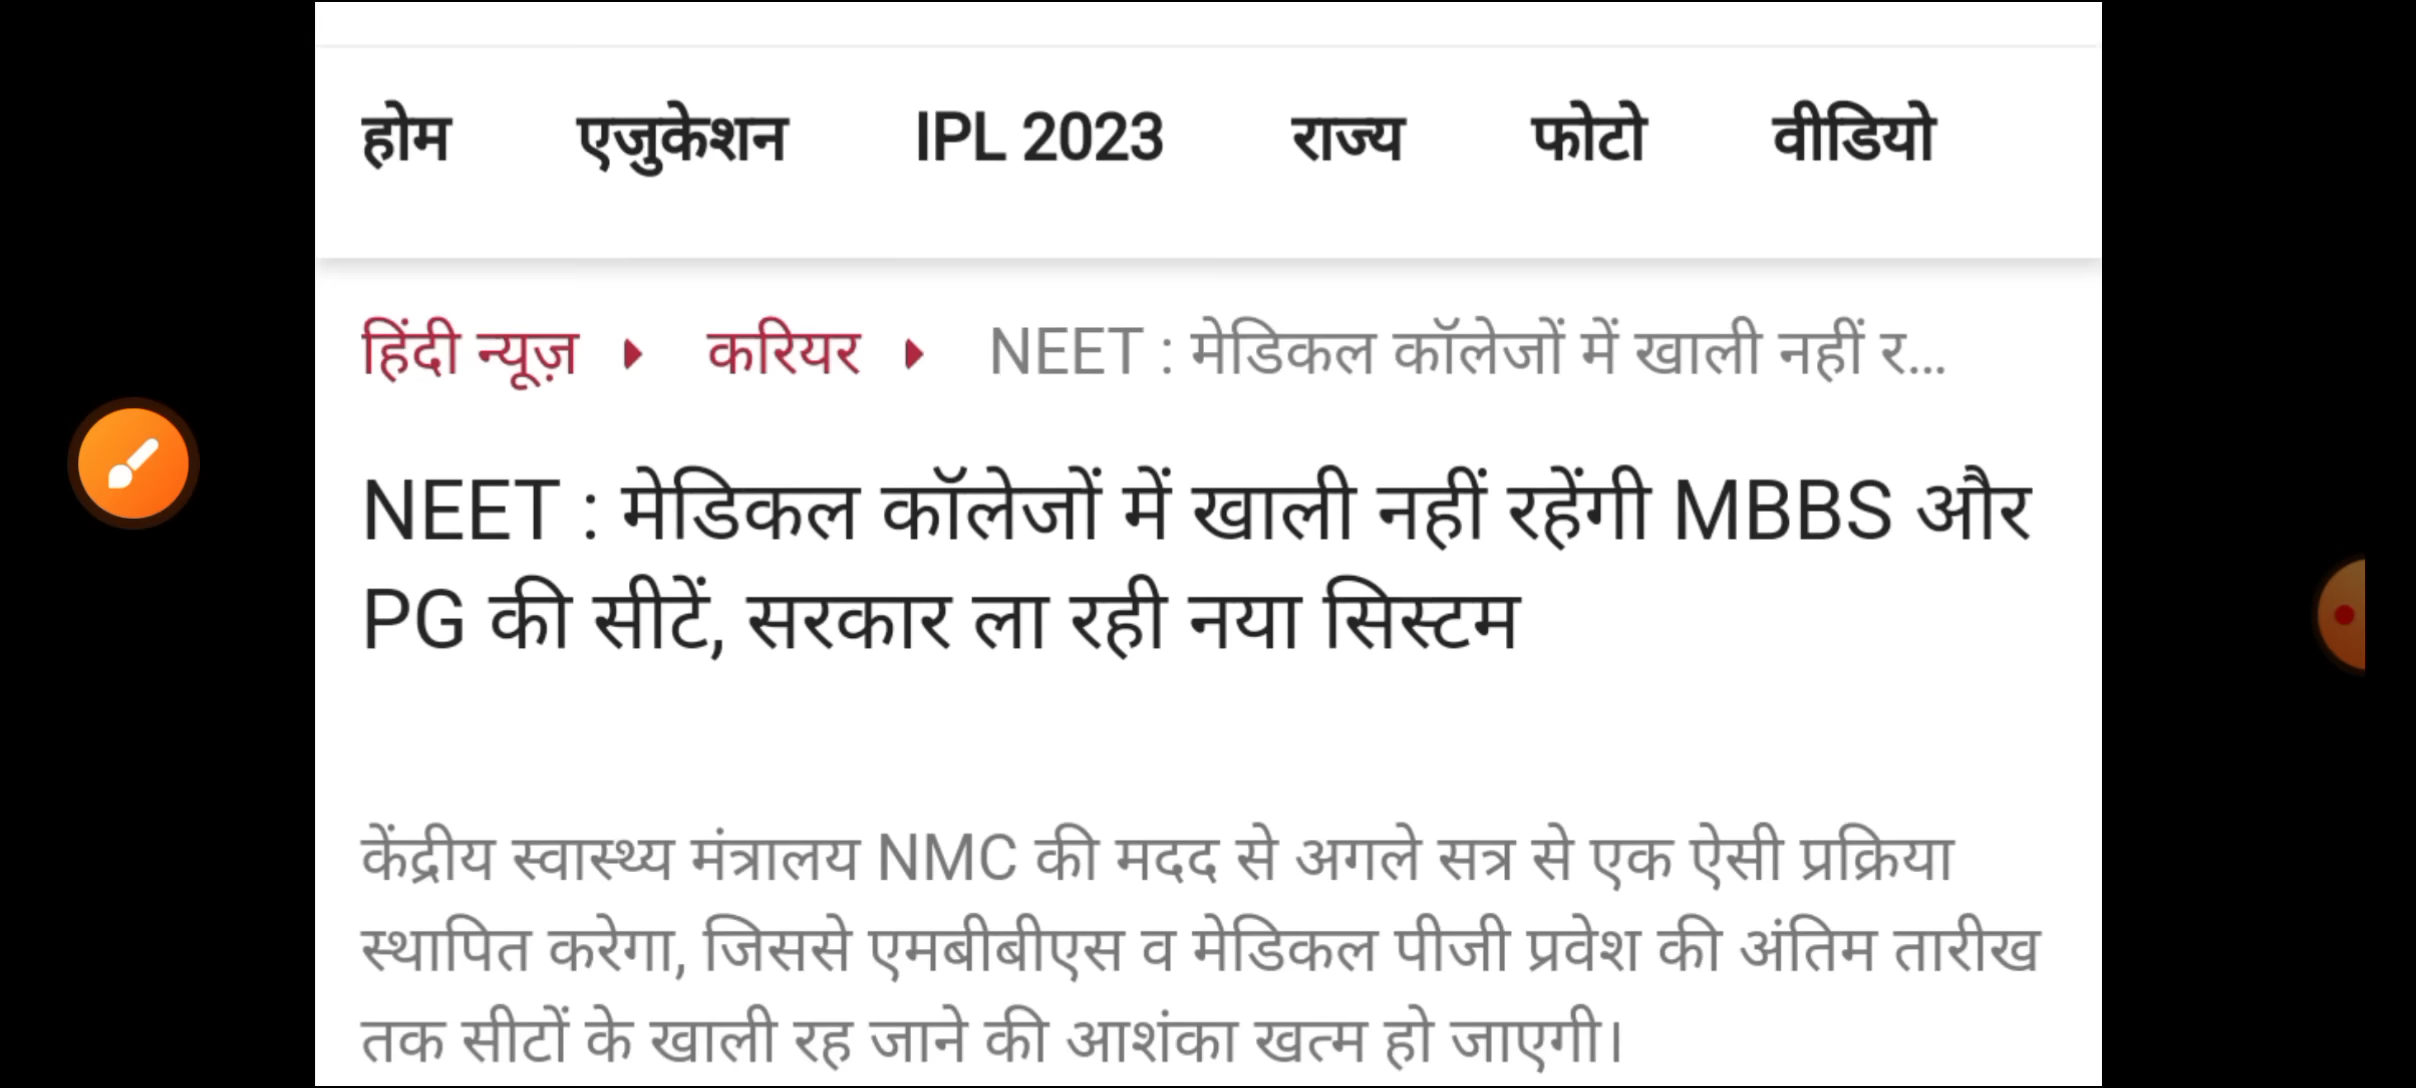 होम एजुकेशन IPL 2023 राज्य फोटो वीडियो
हिंदी न्यूज़ करियर NEET : मेडिकल कॉलेजों में खाली नहीं र...
NEET : मेडिकल कॉलेजों में खाली नहीं रहेंगी MBBS और
PG की सीटें, सरकार ला रही नया सिस्टम
केंद्रीय स्वास्थ्य मंत्रालय NMC की मदद से अगले सत्र से एक ऐसी प्रक्रिया
स्थापित करेगा, जिससे एमबीबीएस व मेडिकल पीजी प्रवेश की अंतिम तारीख
तक सीटों के खाली रह जाने की आशंका खत्म हो जाएगी।